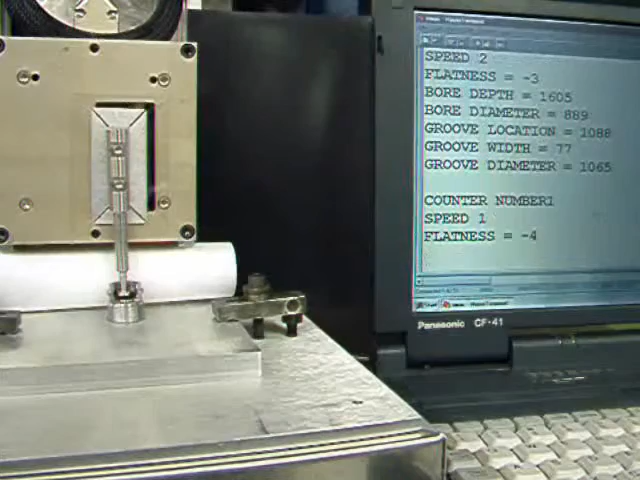 SPEED 2
FLATNESS = -3
BORE DEPTH = 1605
BORE DIAMETER = 889
GROOVE LOCATION = 1088
GROOVE WIDTH = 77
GROOVE DIAMETER = 1065
COUNTER NUMBER1
SPEED 1
FLATNESS = -4
Panasonic CF-41